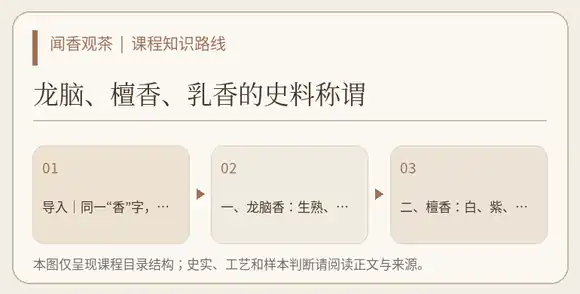 闻香观茶｜课程知识路线
龙脑、檀香、乳香的史料称谓
01
导入｜同一“香”字，…
02
一、龙脑香：生熟、…
03
二、檀香：白、紫、…
本图仅呈现课程目录结构；史实、工艺和样本判断请阅读正文与来源。